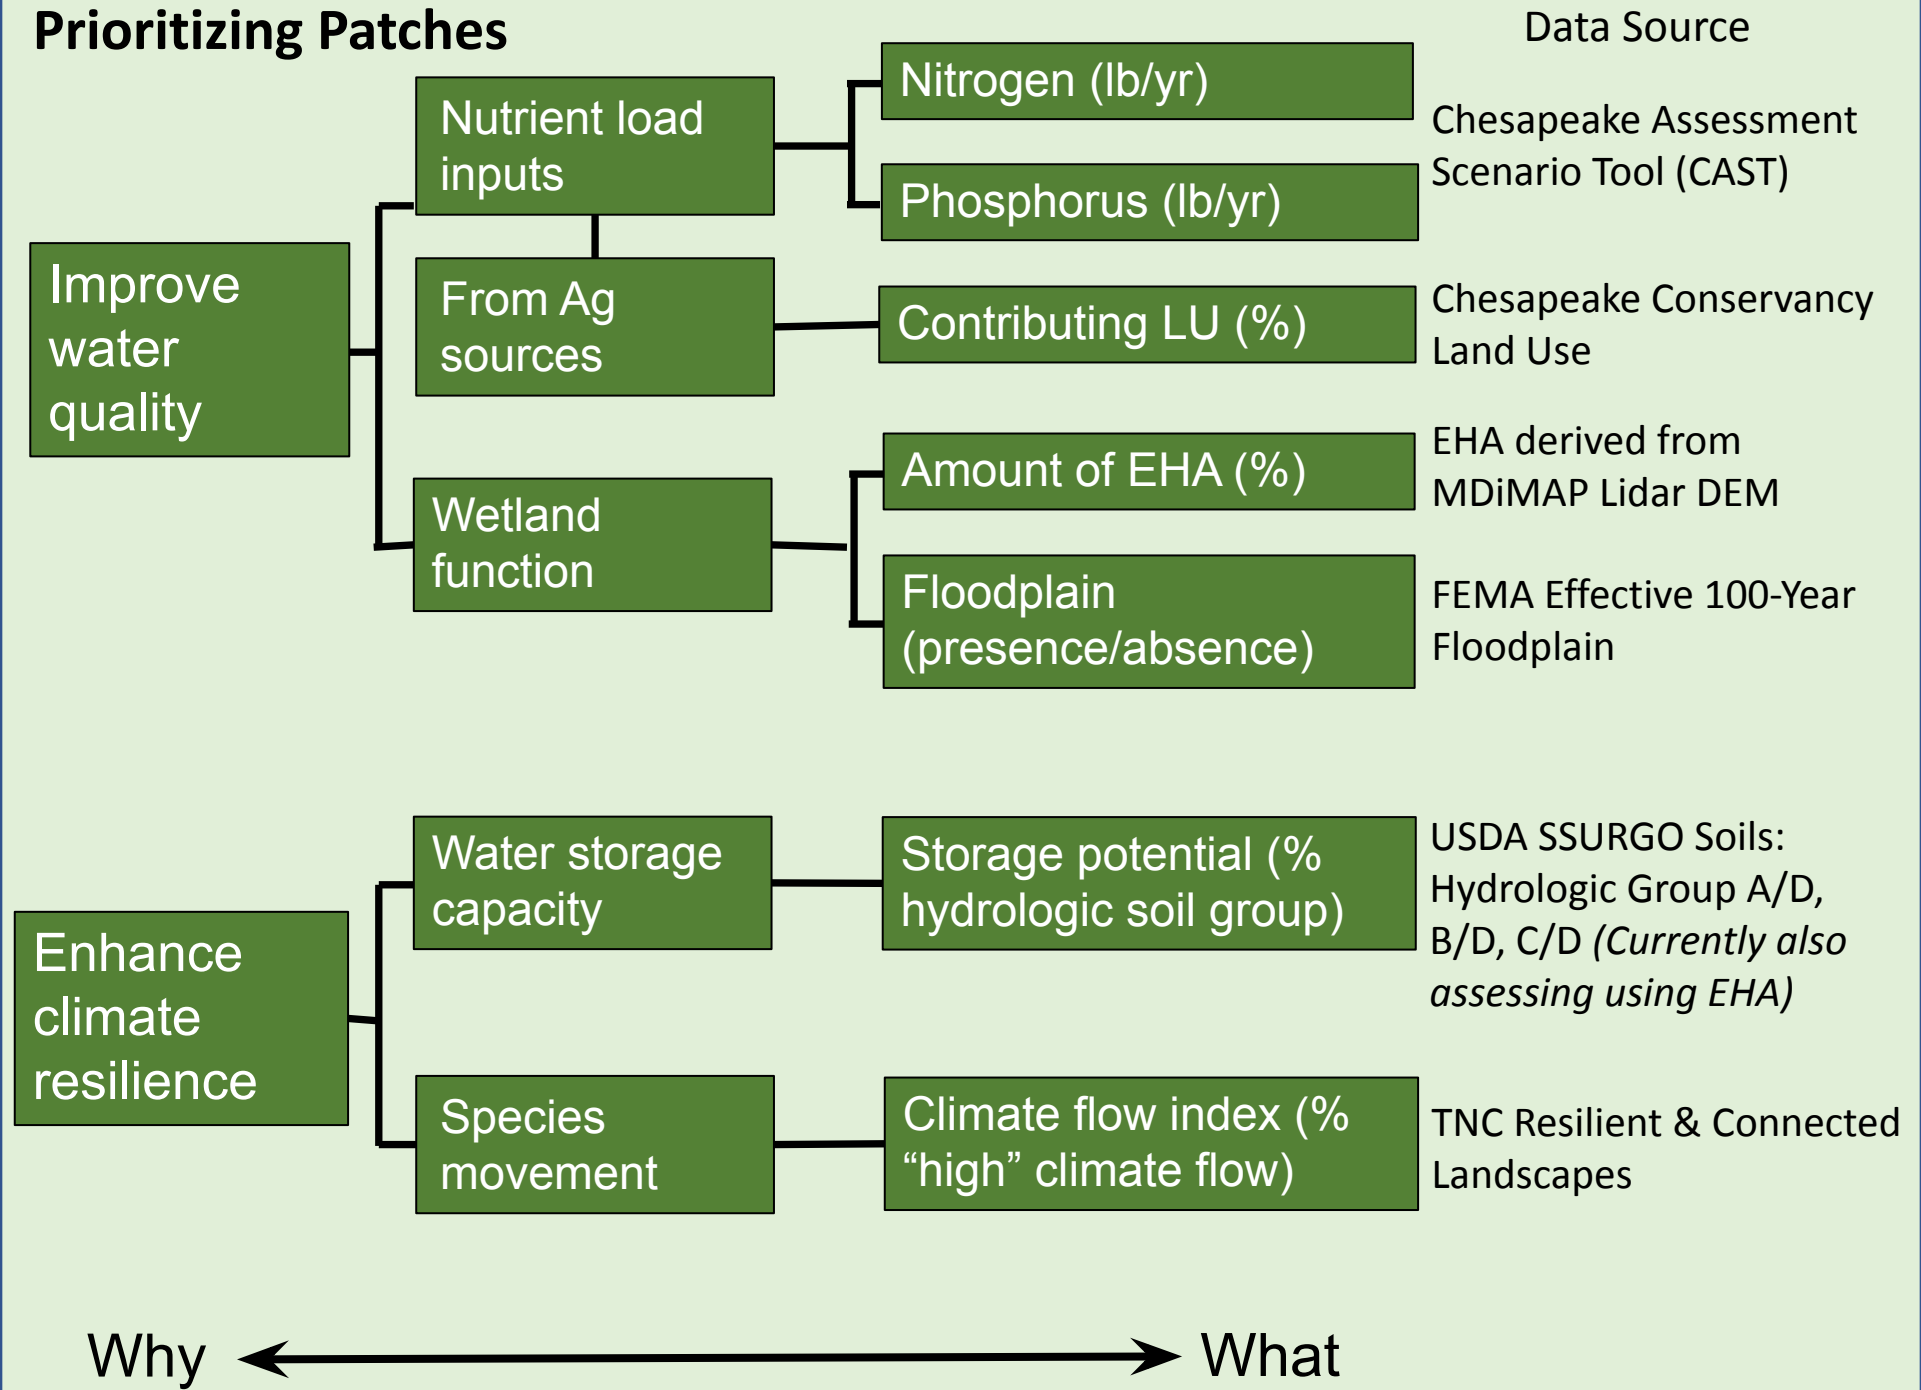 Prioritizing Patches
Data Source
Improve
water
quality
Nutrient load
inputs
Nitrogen (lb/yr)
Phosphorus (lb/yr)
Chesapeake Assessment
Scenario Tool (CAST)
From Ag
sources
Contributing LU (%)
Chesapeake Conservancy
Land Use
Wetland
function
Amount of EHA (%)
EHA derived from
MDiMAP Lidar DEM
Floodplain
(presence/absence)
FEMA Effective 100-Year
Floodplain
Enhance
climate
resilience
Water storage
capacity
Storage potential (%
hydrologic soil group)
USDA SSURGO Soils:
Hydrologic Group A/D,
B/D, C/D (Currently also
assessing using EHA)
Species
movement
Climate flow index (%
“high” climate flow)
TNC Resilient & Connected
Landscapes
Why
What